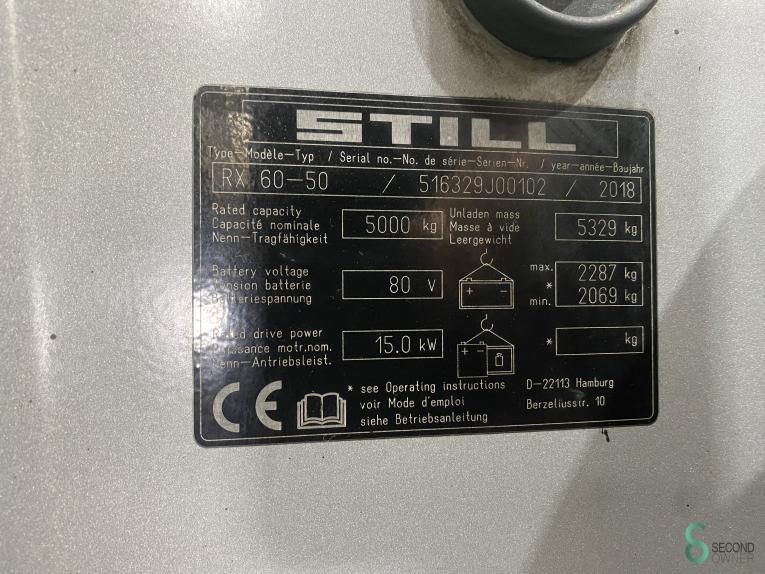 STILL
Type-Modèle-Typ / Serial no.-No. de série-Serien-Nr. / year-année-Baujahr
RX 60-50 / 516329J00102 / 2018
Rated capacity
Capacité nominale
Nenn-Tragfähigkeit
5000 kg
Unladen mass
Masse à vide
Leergewicht
5329 kg
Battery voltage
Tension batterie
Batteriespannung
80 V
+ -
max.
*
min.
2287 kg
2069 kg
Rated drive power
Puissance motr.nom.
Nenn-Antriebsleist.
15.0 kW
+ -
*
kg
CE
* see Operating instructions
voir Mode d'emploi
siehe Betriebsanleitung
D-22113 Hamburg
Berzeliusstr. 10
SECOND
OWNER